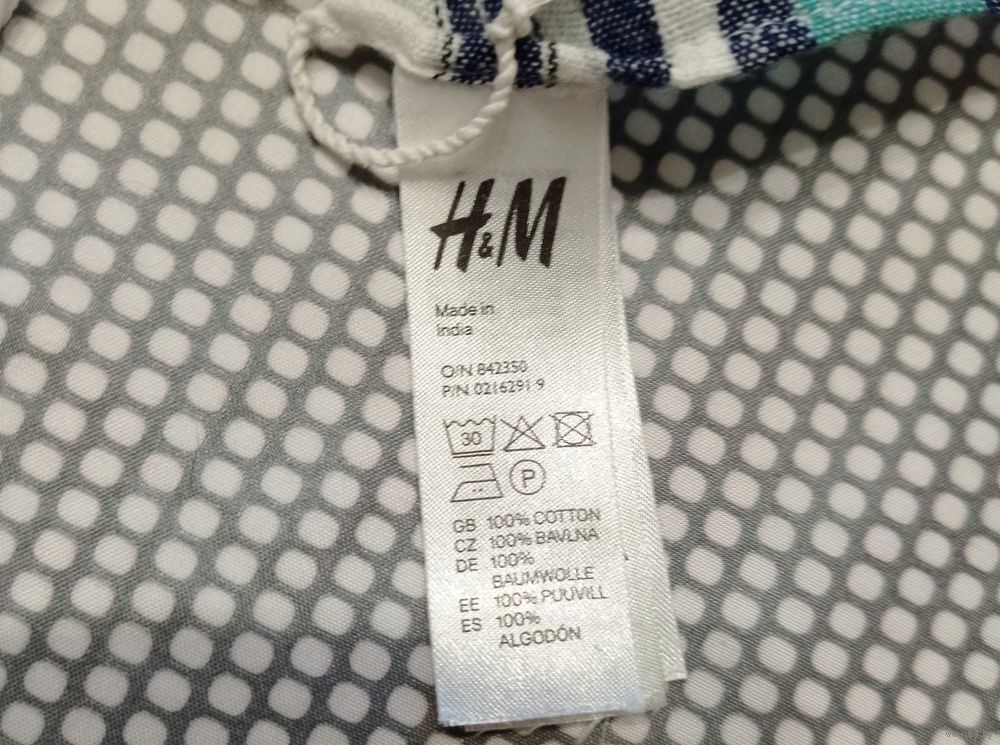 H&M
Made in
India
O/N 842350
P/N 0216291 9
30
P
GB 100% COTTON
CZ 100% BAVLNA
DE 100%
BAUMWOLLE
EE 100% PUUVILL
ES 100%
ALGODÓN